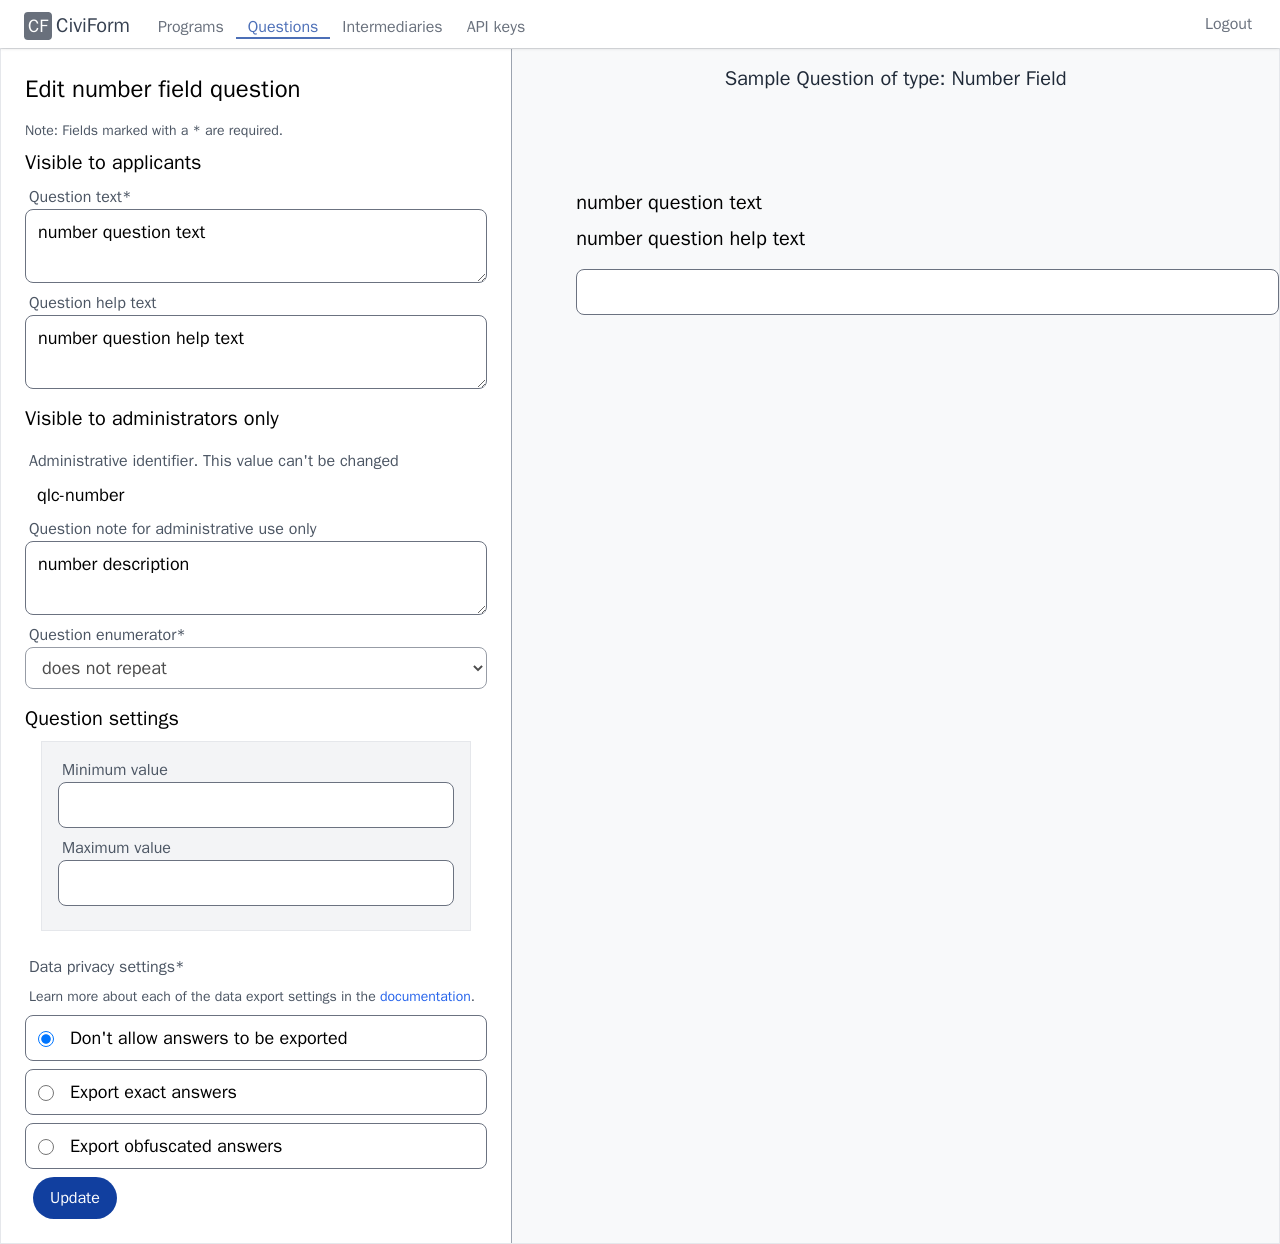 CF CiviForm Programs Questions Intermediaries API keys Logout
Edit number field question
Note: Fields marked with a * are required.
Visible to applicants
Question text*
number question text
Question help text
number question help text
Visible to administrators only
Administrative identifier. This value can't be changed
qlc-number
Question note for administrative use only
number description
Question enumerator*
does not repeat
Question settings
Minimum value
Maximum value
Data privacy settings*
Learn more about each of the data export settings in the documentation.
Don't allow answers to be exported
Export exact answers
Export obfuscated answers
Update
Sample Question of type: Number Field
number question text
number question help text